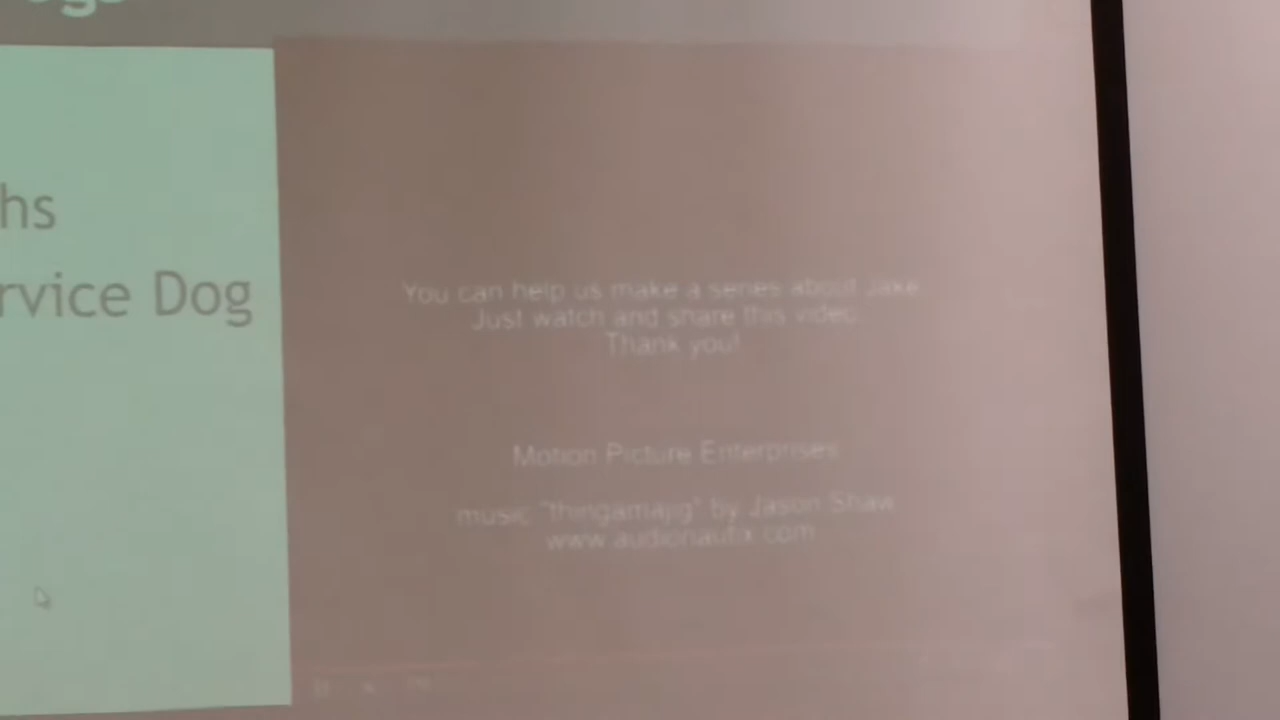 hs
rvice Dog
You can help us make a series about Jake
Just watch and share this video.
Thank you!
Motion Picture Enterprises
music "thingamajig" By Jason Shaw
www.audionautix.com